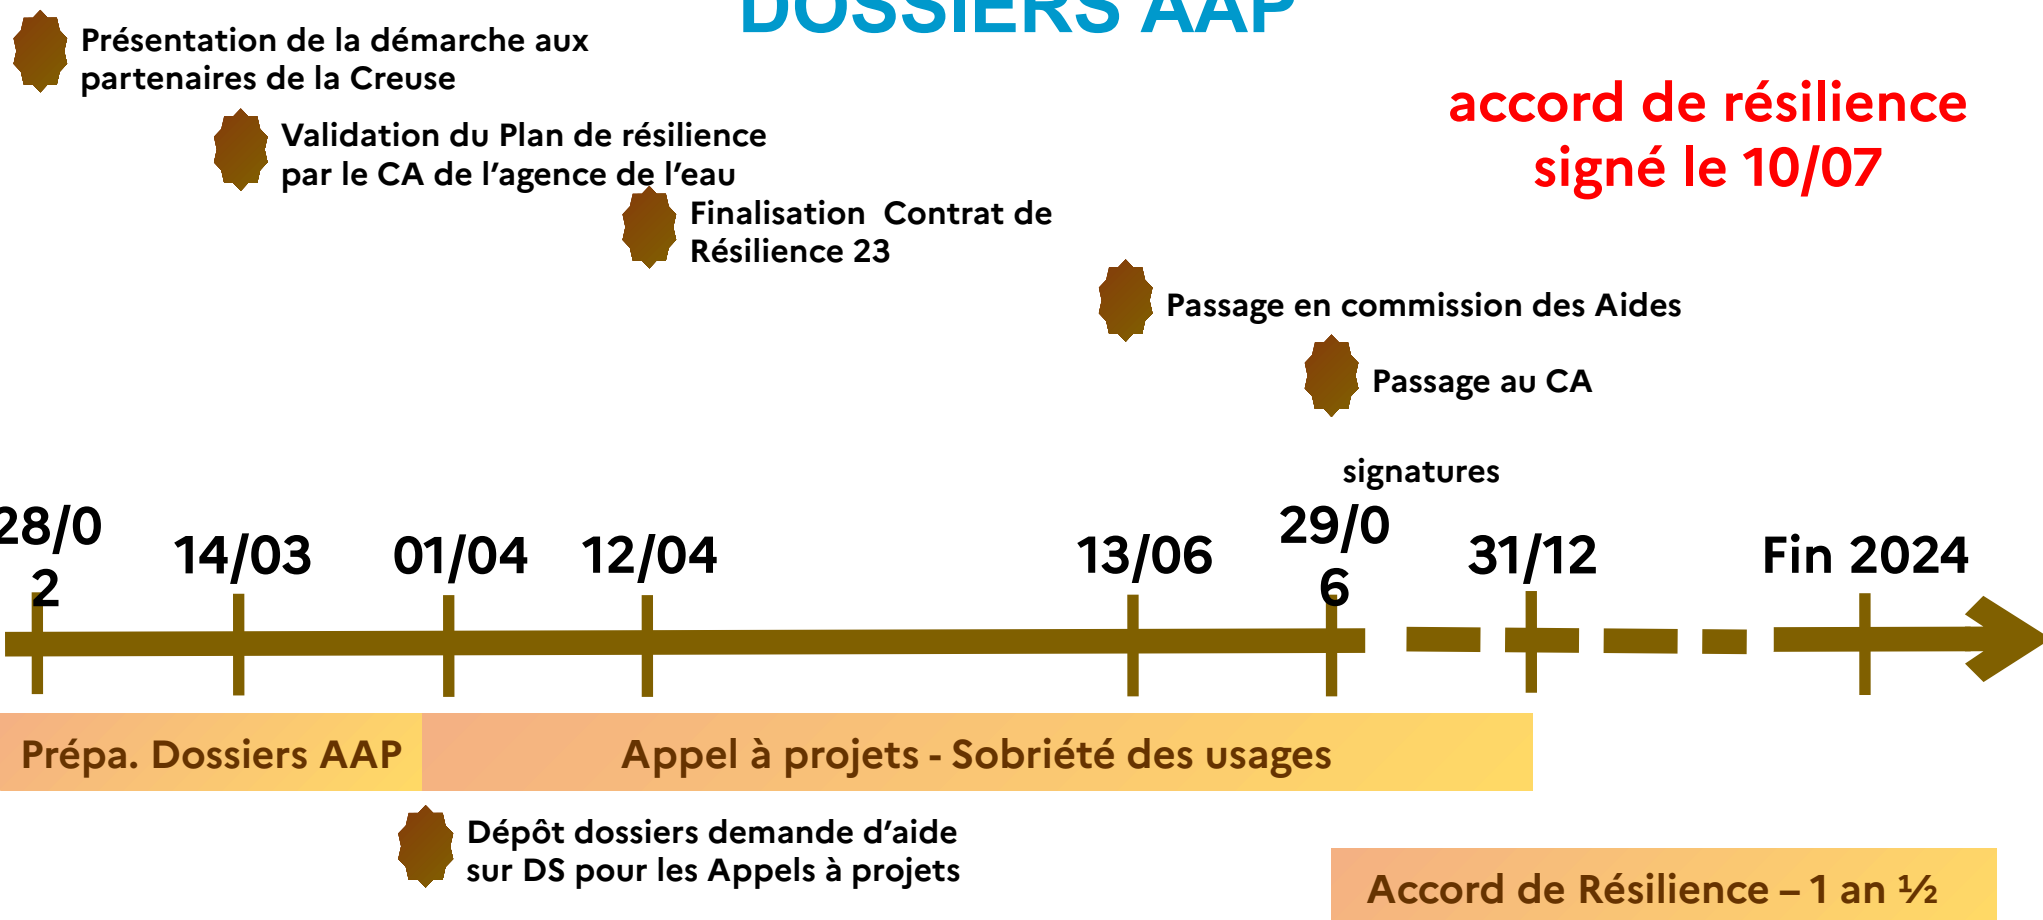 DOSSIERS AAP
Présentation de la démarche aux
partenaires de la Creuse
accord de résilience
signé le 10/07
Validation du Plan de résilience
par le CA de l’agence de l’eau
Finalisation  Contrat de
Résilience 23
Passage en commission des Aides
Passage au CA
signatures
28/0
2
14/03
01/04
12/04
13/06
29/0
6
31/12
Fin 2024
Prépa. Dossiers AAP
Appel à projets - Sobriété des usages
Dépôt dossiers demande d’aide
sur DS pour les Appels à projets
Accord de Résilience – 1 an ½